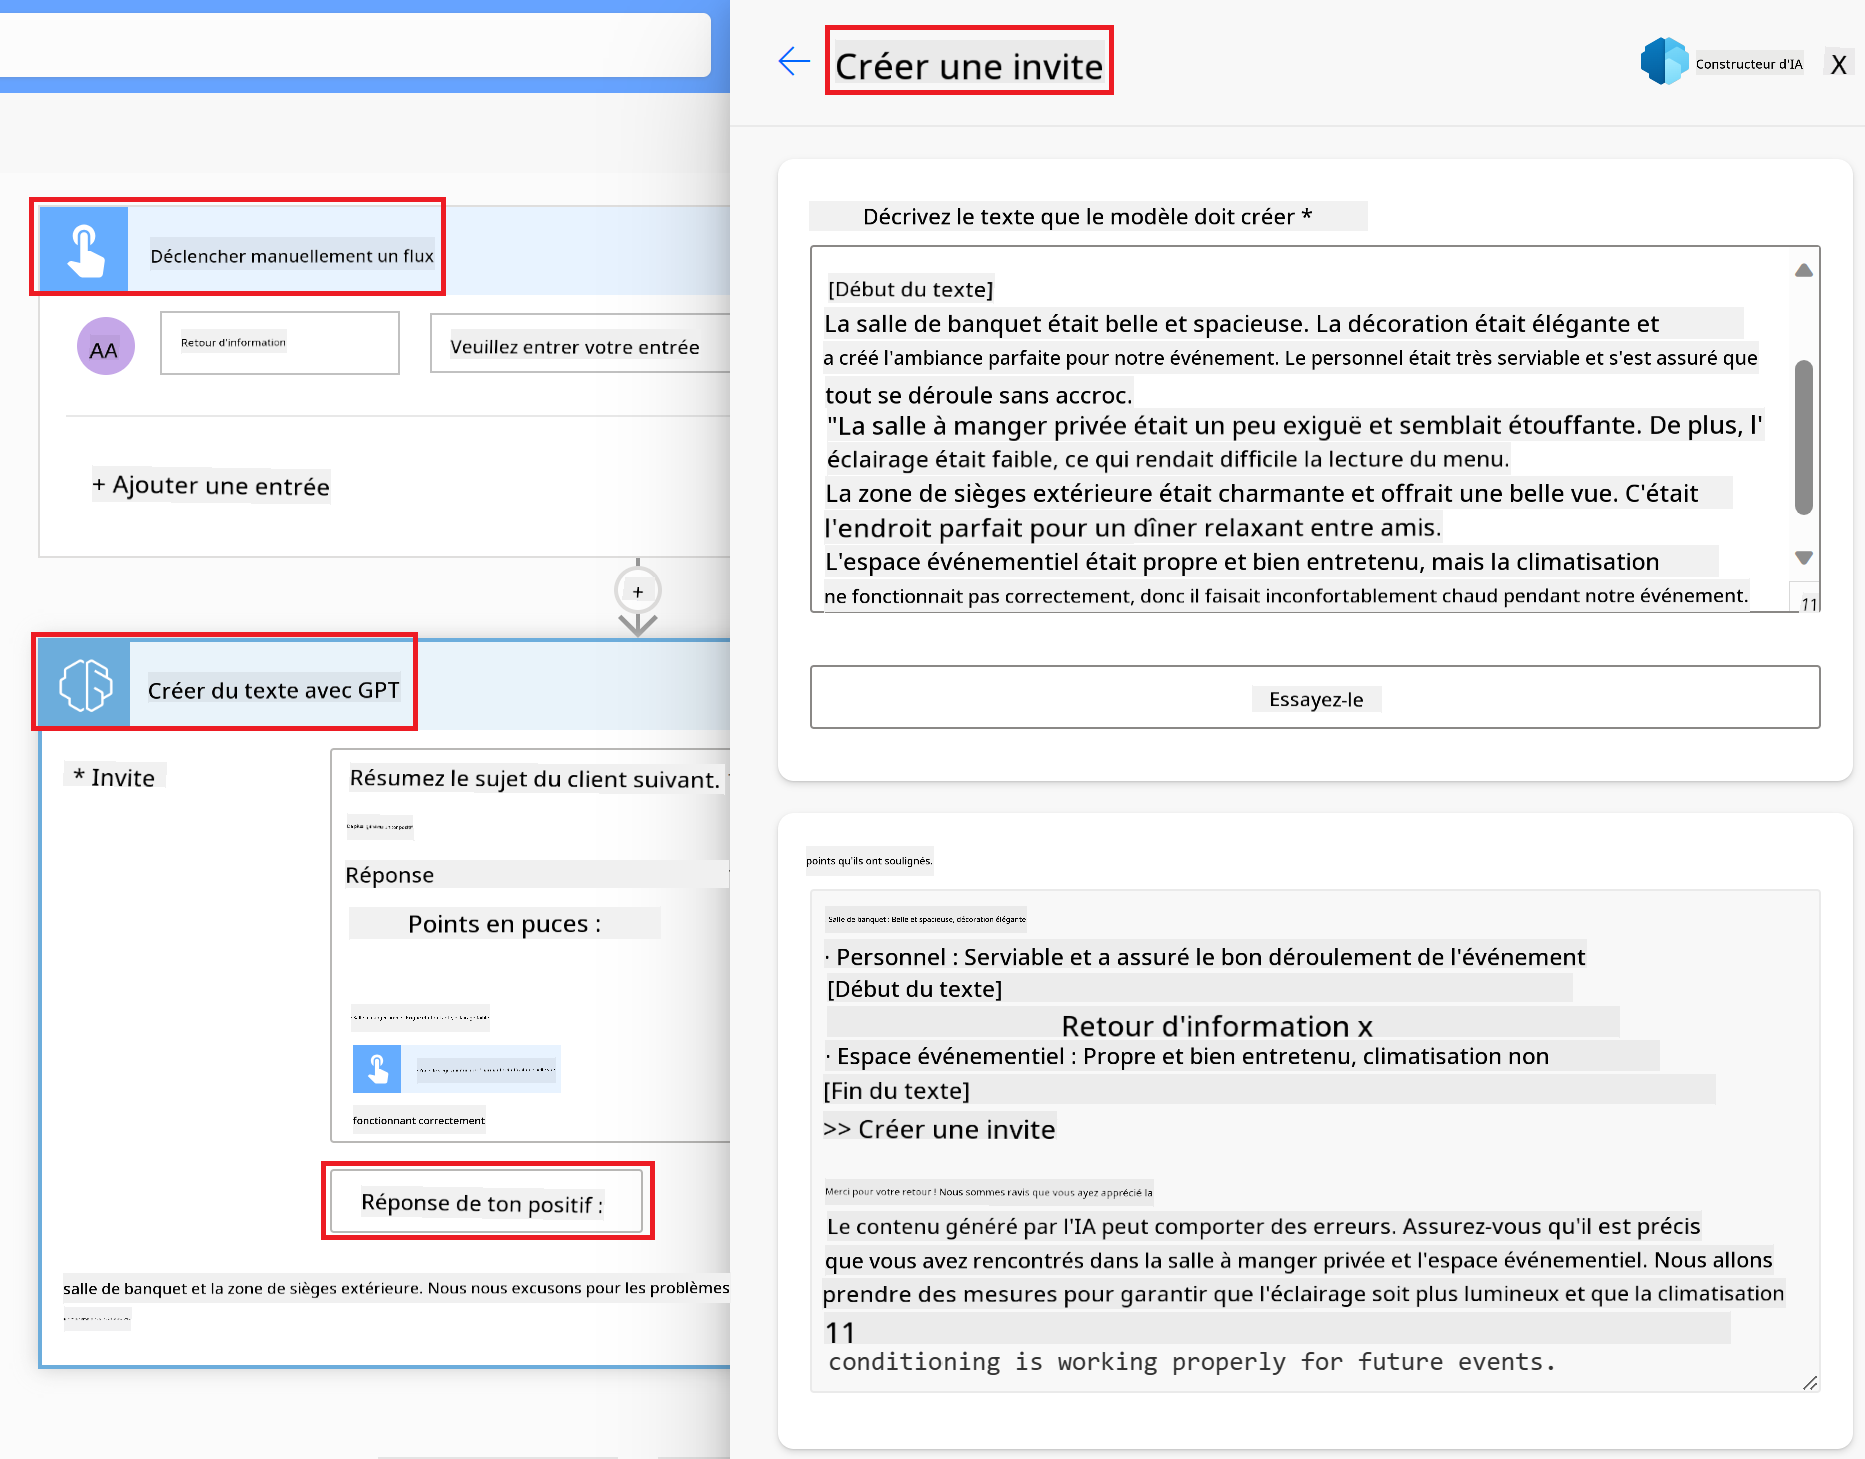 Déclencher manuellement un flux
AA
Retour d'information
Veuillez entrer votre entrée
+ Ajouter une entrée
+
Créer du texte avec GPT
* Invite
Résumez le sujet du client suivant.
Réponse
Points en puces :
fonctionnant correctement
Réponse de ton positif :
salle de banquet et la zone de sièges extérieure. Nous nous excusons pour les problèmes
Créer une invite
Constructeur d'IA
X
Décrivez le texte que le modèle doit créer *
[Début du texte]
La salle de banquet était belle et spacieuse. La décoration était élégante et
a créé l'ambiance parfaite pour notre événement. Le personnel était très serviable et s'est assuré que
tout se déroule sans accroc.
"La salle à manger privée était un peu exiguë et semblait étouffante. De plus, l'
éclairage était faible, ce qui rendait difficile la lecture du menu.
La zone de sièges extérieure était charmante et offrait une belle vue. C'était
l'endroit parfait pour un dîner relaxant entre amis.
L'espace événementiel était propre et bien entretenu, mais la climatisation
ne fonctionnait pas correctement, donc il faisait inconfortablement chaud pendant notre événement.
11
Essayez-le
points qu'ils ont soulignés.
Salle de banquet : Belle et spacieuse, décoration élégante
· Personnel : Serviable et a assuré le bon déroulement de l'événement
[Début du texte]
Retour d'information x
· Espace événementiel : Propre et bien entretenu, climatisation non
[Fin du texte]
>> Créer une invite
Merci pour votre retour ! Nous sommes ravis que vous ayez apprécié la
Le contenu généré par l'IA peut comporter des erreurs. Assurez-vous qu'il est précis
que vous avez rencontrés dans la salle à manger privée et l'espace événementiel. Nous allons
prendre des mesures pour garantir que l'éclairage soit plus lumineux et que la climatisation
11
conditioning is working properly for future events.